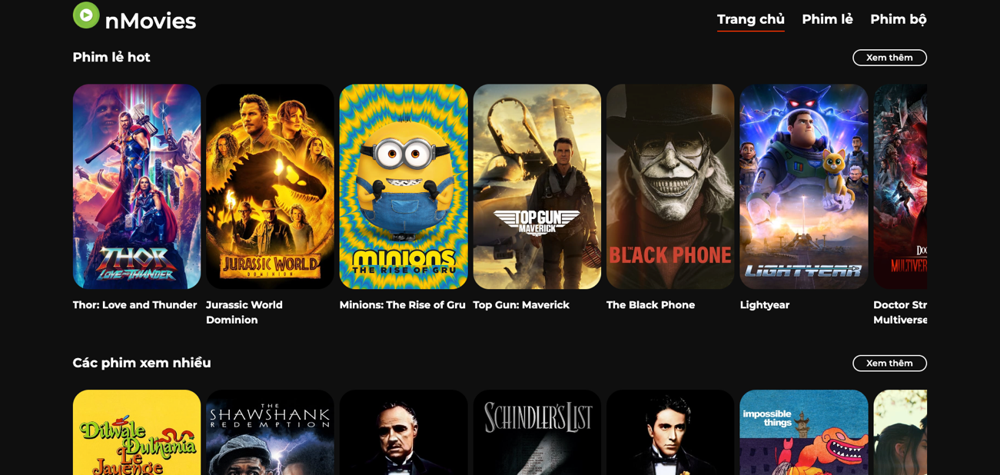 nMovies
Trang chủ Phim lẻ Phim bộ
Phim lẻ hot
Xem thêm
THOR
LOVE AND THUNDER
JURASSIC WORLD
DOMINION
minions
THE RISE OF GRU
TOP GUN
MAVERICK
THE
BLACK PHONE
LIGHTYEAR
DOC
MULTIVER
Thor: Love and Thunder
Jurassic World
Dominion
Minions: The Rise of Gru
Top Gun: Maverick
The Black Phone
Lightyear
Doctor Str
Multiverse
Các phim xem nhiều
Xem thêm
Dilwale
Dulhania
Le
Jayenge
THE
SHAWSHANK
REDEMPTION
SCHINDLER'S LIST
impossible
things